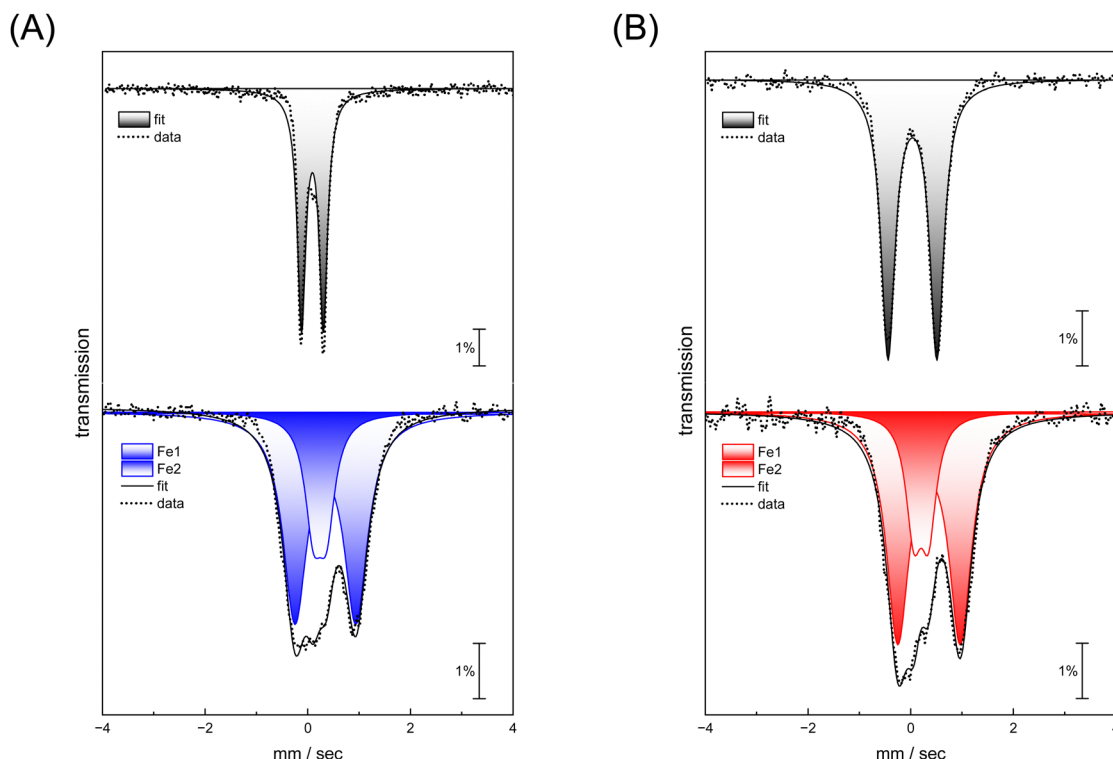 (A)
fit
data
1%
transmission
Fe1
Fe2
fit
data
1%
−4 −2 0 2 4
mm / sec
(B)
fit
data
1%
transmission
Fe1
Fe2
fit
data
1%
−4 −2 0 2 4
mm / sec